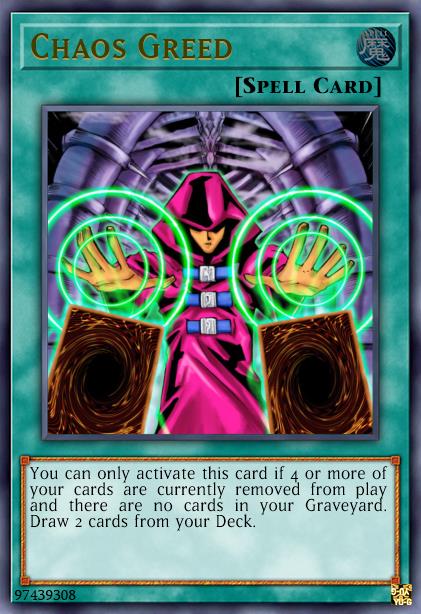 Chaos Greed
魔
[Spell Card]
You can only activate this card if 4 or more of
your cards are currently removed from play
and there are no cards in your Graveyard.
Draw 2 cards from your Deck.
97439308